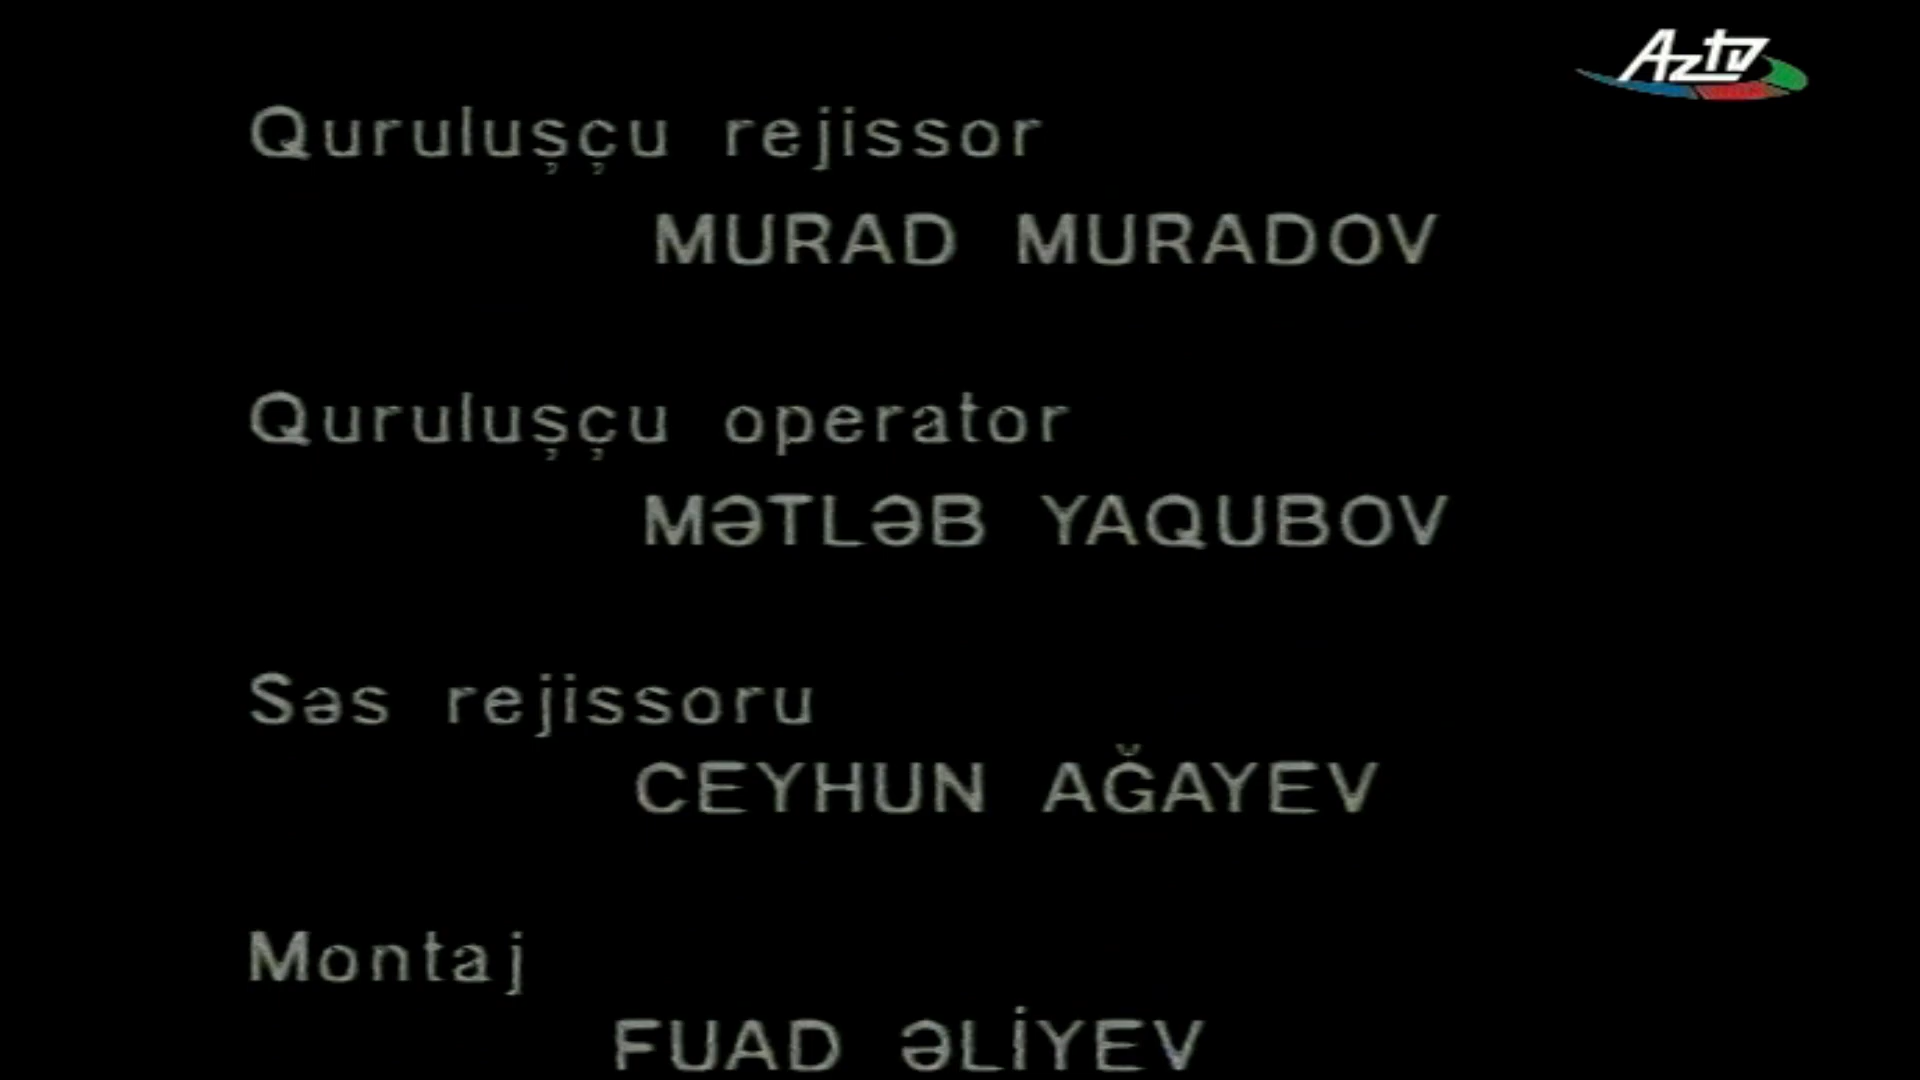 Aztv
Quruluşçu rejissor
MURAD MURADOV
Quruluşçu operator
MƏTLƏB YAQUBOV
Səs rejissoru
CEYHUN AĞAYEV
Montaj
FUAD ƏLİYEV